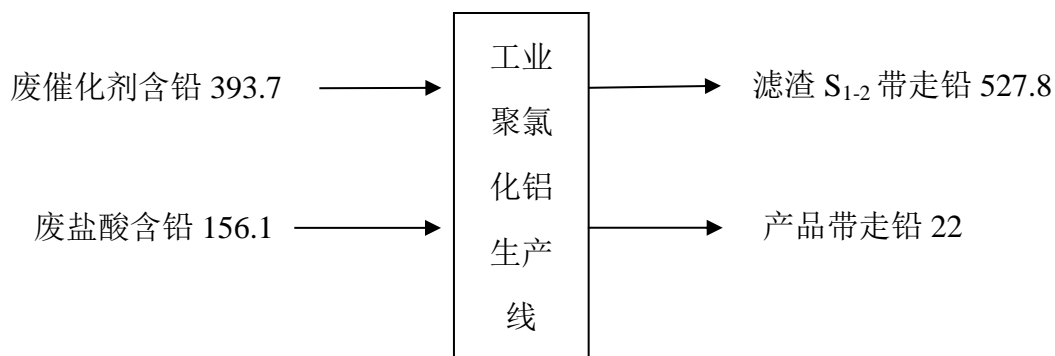 废催化剂含铅 393.7
废盐酸含铅 156.1
工业
聚氯
化铝
生产
线
滤渣 S1-2 带走铅 527.8
产品带走铅 22